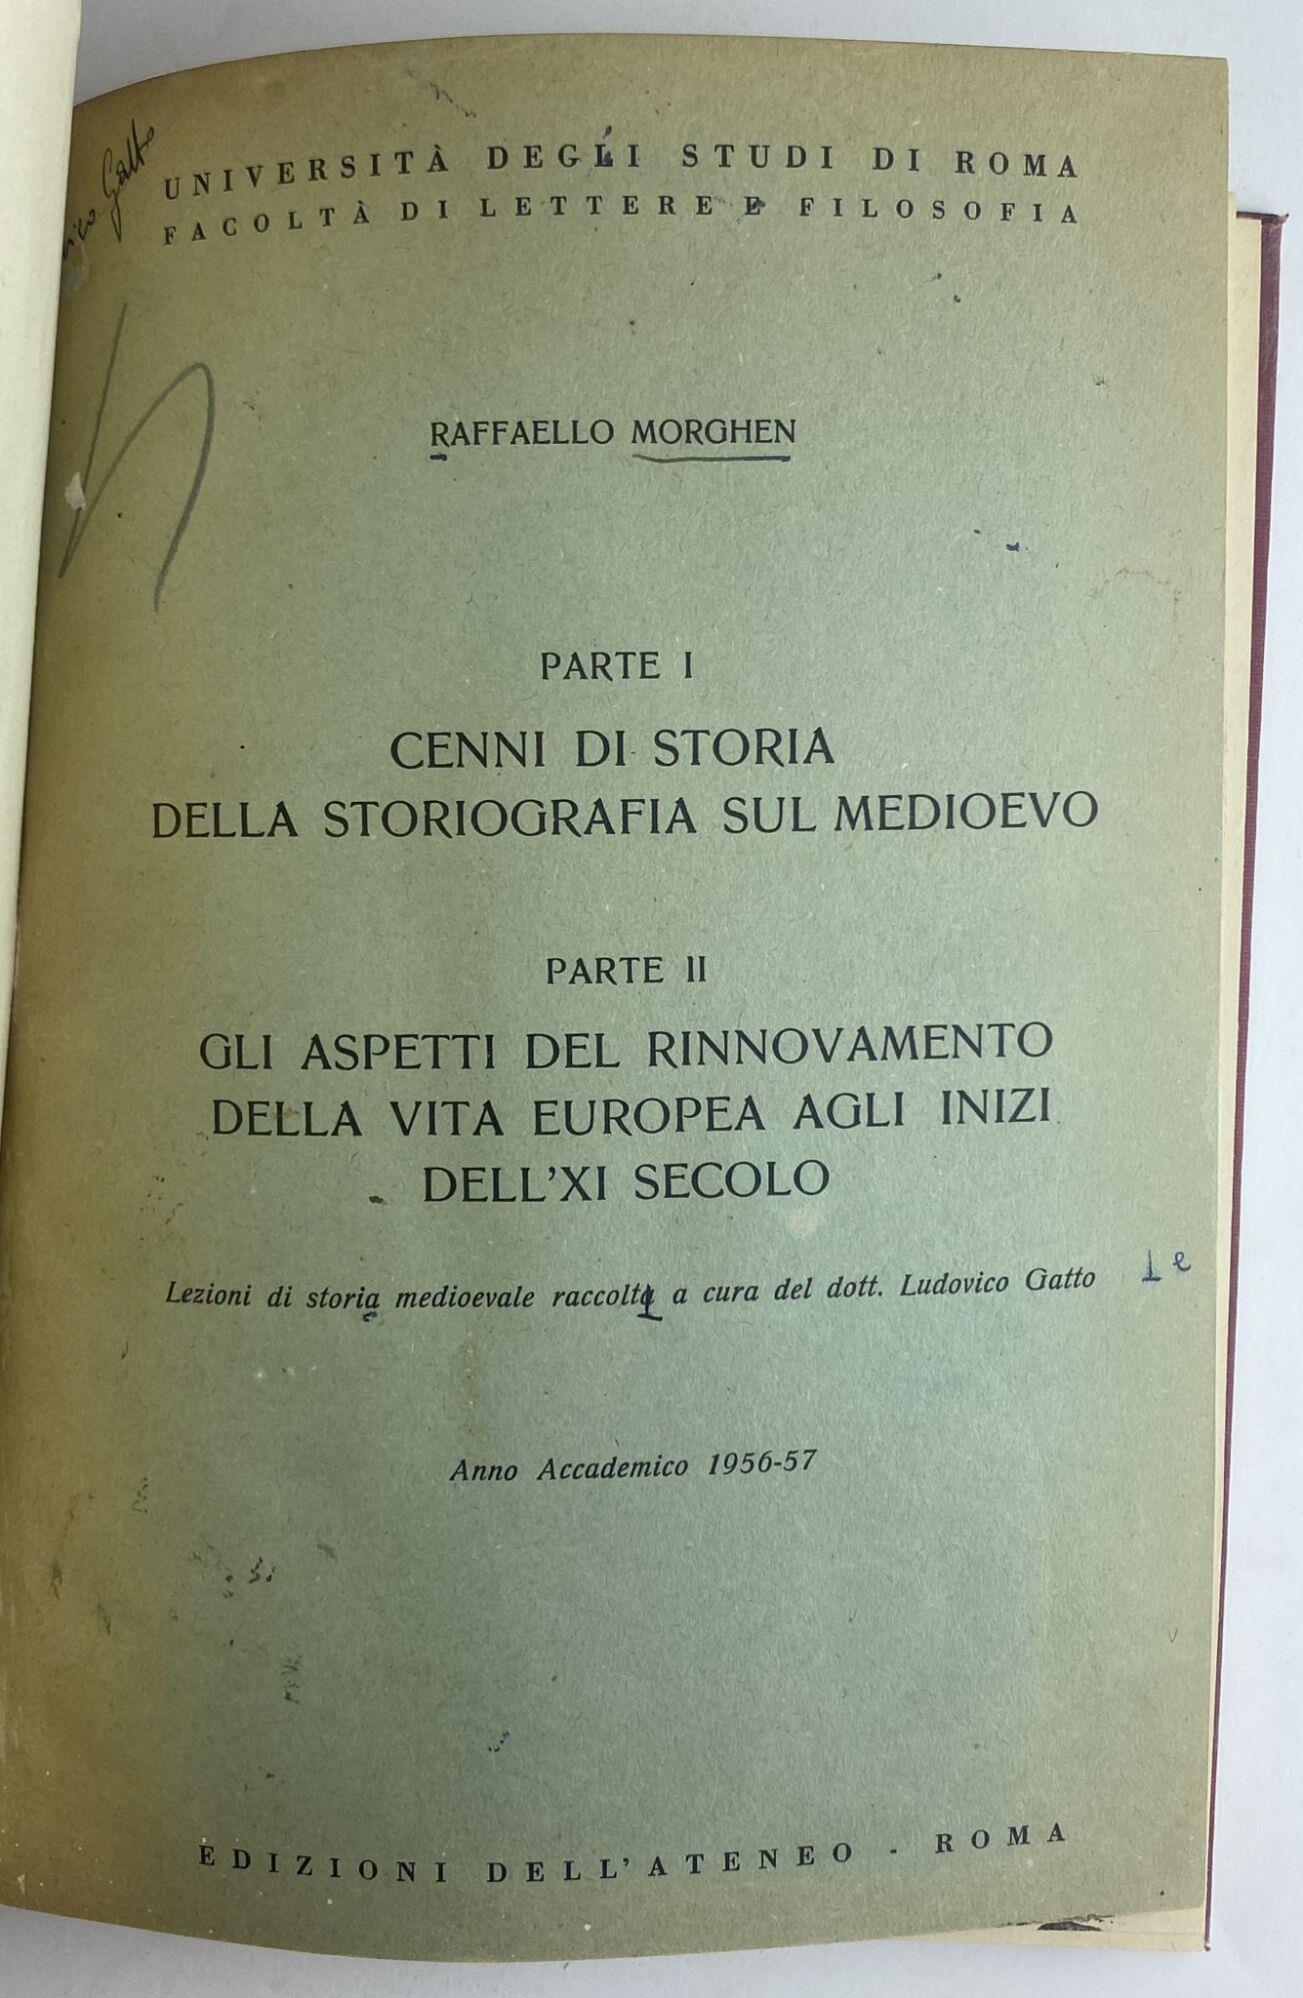 Gatto
UNIVERSITÀ DEGLI STUDI DI ROMA
FACOLTÀ DI LETTERE E FILOSOFIA
RAFFAELLO MORGHEN
PARTE I
CENNI DI STORIA
DELLA STORIOGRAFIA SUL MEDIOEVO
PARTE II
GLI ASPETTI DEL RINNOVAMENTO
DELLA VITA EUROPEA AGLI INIZI
DELL'XI SECOLO
Lezioni di storia medioevale raccolta a cura del dott. Ludovico Gatto
e
Anno Accademico 1956-57
EDIZIONI DELL'ATENEO - ROMA